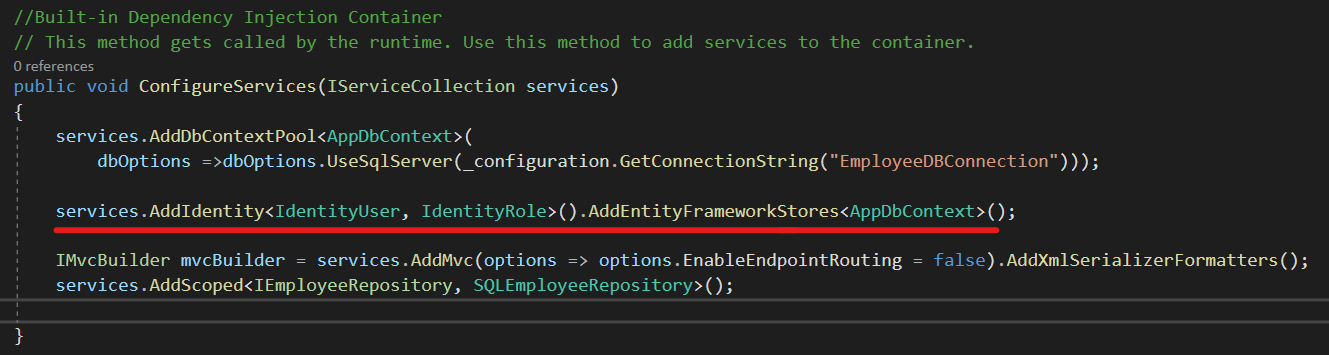 //Built-in Dependency Injection Container
// This method gets called by the runtime. Use this method to add services to the container.
0 references
public void ConfigureServices(IServiceCollection services)
{
services.AddDbContextPool<AppDbContext>(
dbOptions =>dbOptions.UseSqlServer(_configuration.GetConnectionString("EmployeeDBConnection")));
services.AddIdentity<IdentityUser, IdentityRole>().AddEntityFrameworkStores<AppDbContext>();
IMvcBuilder mvcBuilder = services.AddMvc(options => options.EnableEndpointRouting = false).AddXmlSerializerFormatters();
services.AddScoped<IEmployeeRepository, SQLEmployeeRepository>();
}